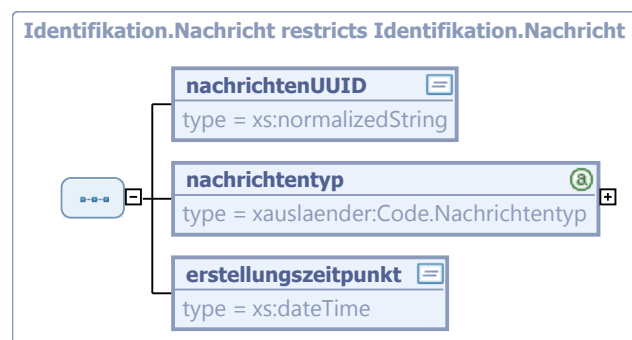 Identifikation.Nachricht restricts Identifikation.Nachricht
nachrichtenUUID
type = xs:normalizedString
nachrichtentyp
type = xauslaender:Code.Nachrichtentyp
erstellungszeitpunkt
type = xs:dateTime